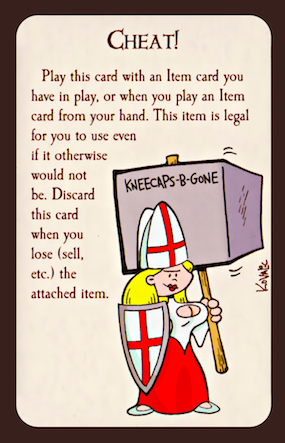 CHEAT!
Play this card with an Item card you
have in play, or when you play an Item
card from your hand. This item is legal
for you to use even
if it otherwise
would not
be. Discard
this card
when you
lose (sell,
etc.) the
attached item.
KNEECAPS-B-GONE
Kovalic